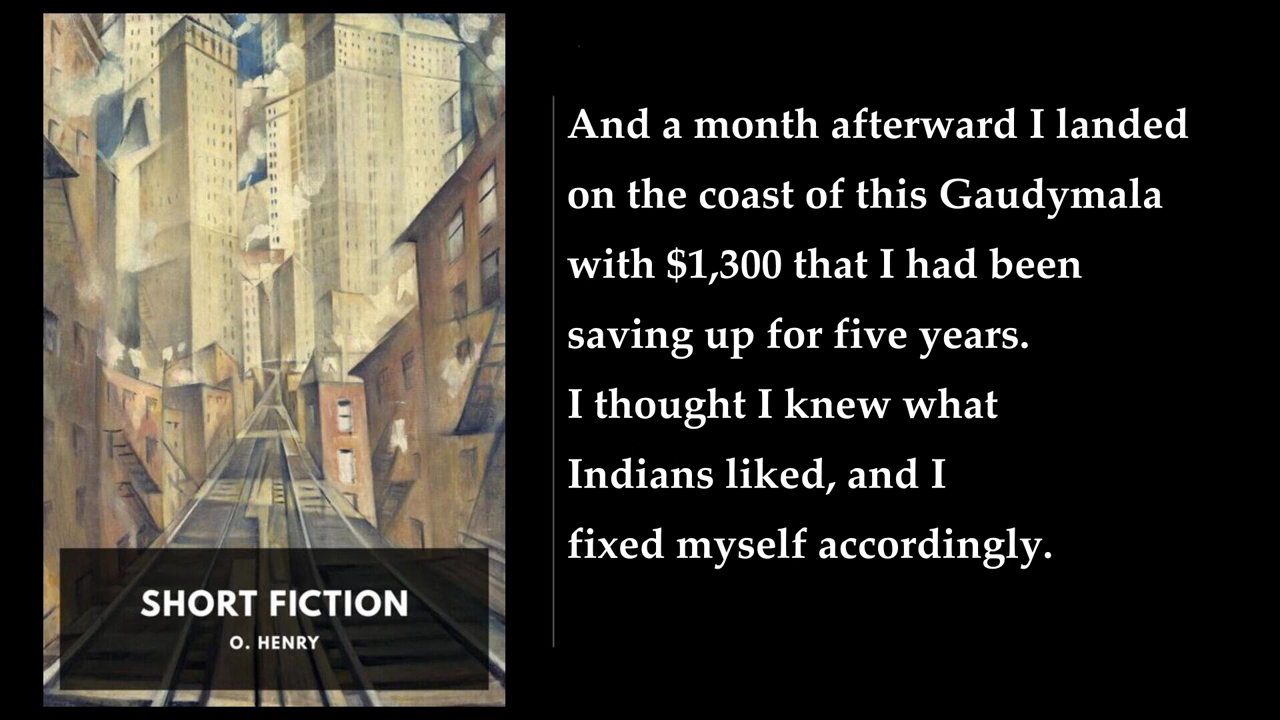 SHORT FICTION
O. HENRY
And a month afterward I landed
on the coast of this Gaudymala
with $1,300 that I had been
saving up for five years.
I thought I knew what
Indians liked, and I
fixed myself accordingly.